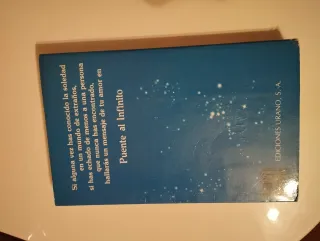 Si alguna vez has conocido la soledad
en un mundo de extraños,
si has echado de menos a una persona
que nunca has encontrado,
hallarás un mensaje de tu amor en
Puente al Infinito
EDICIONES URANO, S. A.